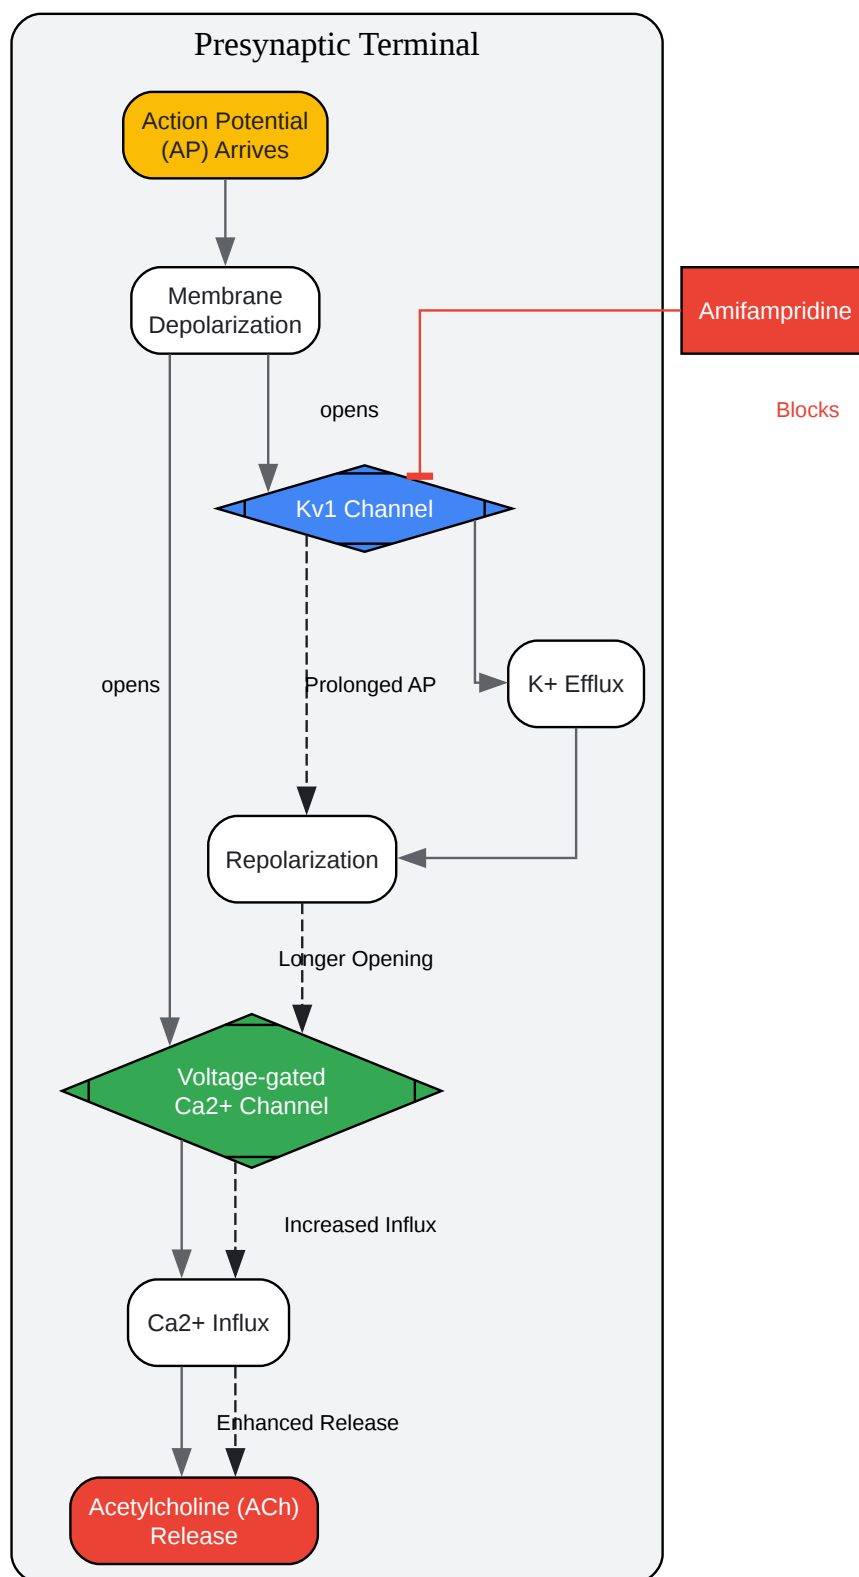 Presynaptic Terminal
Action Potential
(AP) Arrives
Membrane
Depolarization
Amifampridine
opens
Blocks
Kv1 Channel
opens
Prolonged AP
K+ Efflux
Repolarization
Longer Opening
Voltage-gated
Ca2+ Channel
Increased Influx
Ca2+ Influx
Enhanced Release
Acetylcholine (ACh)
Release